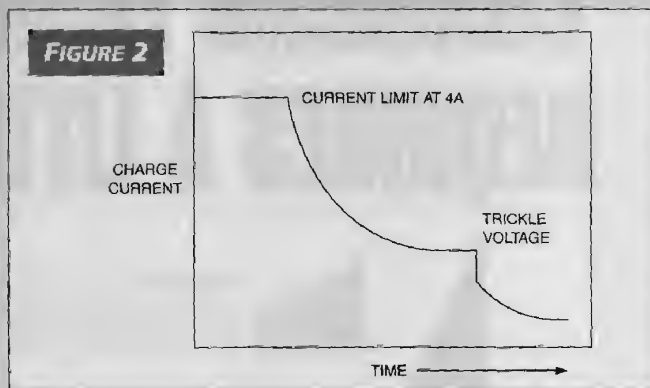 FIGURE 2
CURRENT LIMIT AT 4A
CHARGE
CURRENT
TRICKLE
VOLTAGE
TIME